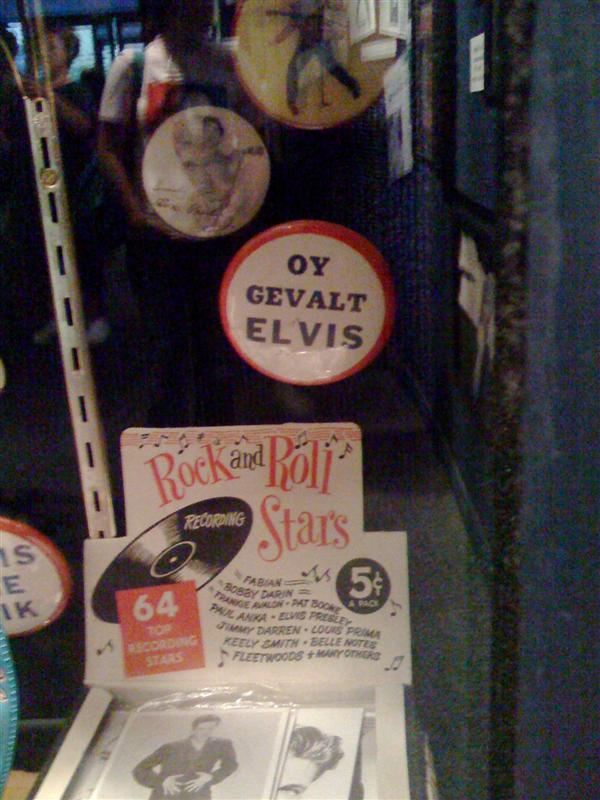 OY
GEVALT
ELVIS
Rock and Roll
Stars
RECORDING
5¢
A PACK
64
TOP
RECORDING
STARS
FABIAN
BOBBY DARIN
FRANKIE AVALON • PAT BOONE
PAUL ANKA • ELVIS PRESLEY
JIMMY DARREN • LOUIS PRIMA
KEELY SMITH • BELLE NOTES
FLEETWOODS + MANY OTHERS
IS
E
IK